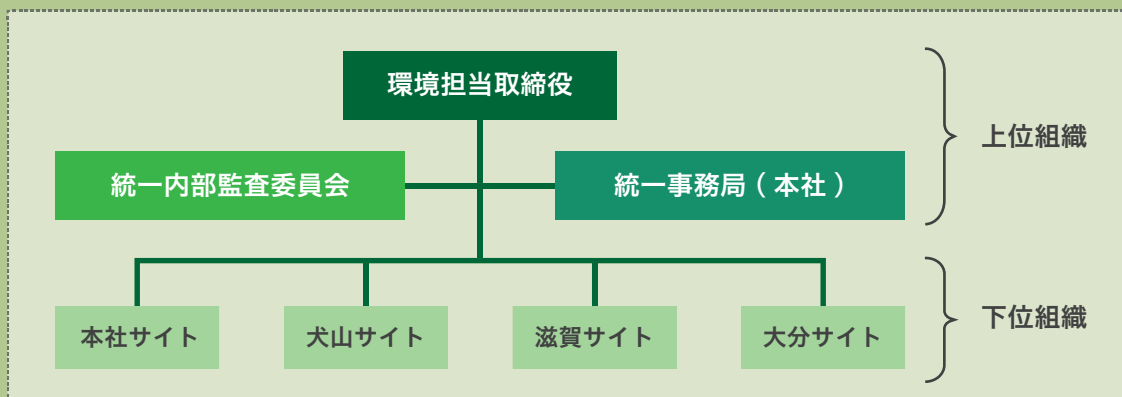 環境担当取締役
上位組織
統一内部監査委員会
統一事務局（本社）
本社サイト
犬山サイト
滋賀サイト
大分サイト
下位組織